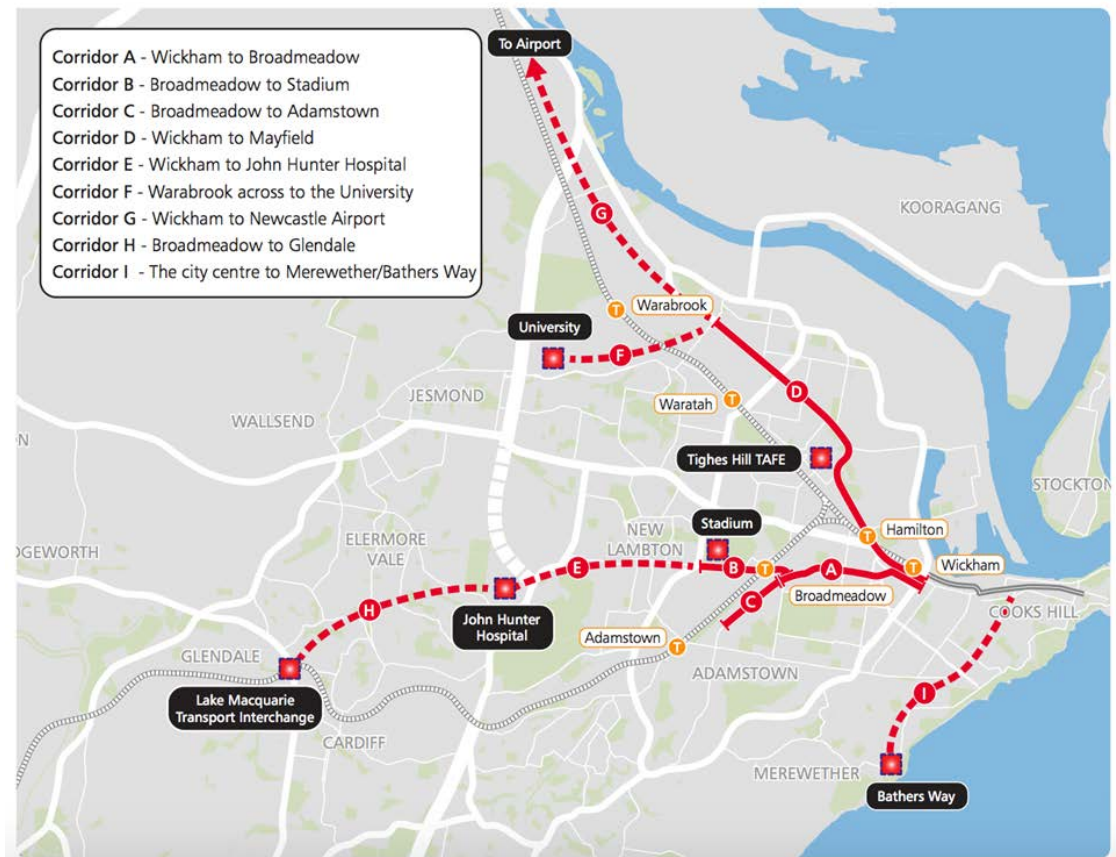 To Airport
Corridor A - Wickham to Broadmeadow
Corridor B - Broadmeadow to Stadium
Corridor C - Broadmeadow to Adamstown
Corridor D - Wickham to Mayfield
Corridor E - Wickham to John Hunter Hospital
Corridor F - Warabrook across to the University
Corridor G - Wickham to Newcastle Airport
Corridor H - Broadmeadow to Glendale
Corridor I - The city centre to Merewether/Bathers Way
KOORAGANG
G
T
Warabrook
University
F
D
JESMOND
Waratah
T
WALLSEND
ON
Tighes Hill TAFE
STOCKTON
Stadium
Hamilton
T
NEW
LAMBTON
ELERMORE
VALE
DGEWORTH
E
B
T
A
T
Wickham
Broadmeadow
H
C
COOKS HILL
John Hunter
Hospital
Adamstown
T
GLENDALE
ADAMSTOWN
I
Lake Macquarie
Transport Interchange
CARDIFF
MEREWETHER
Bathers Way